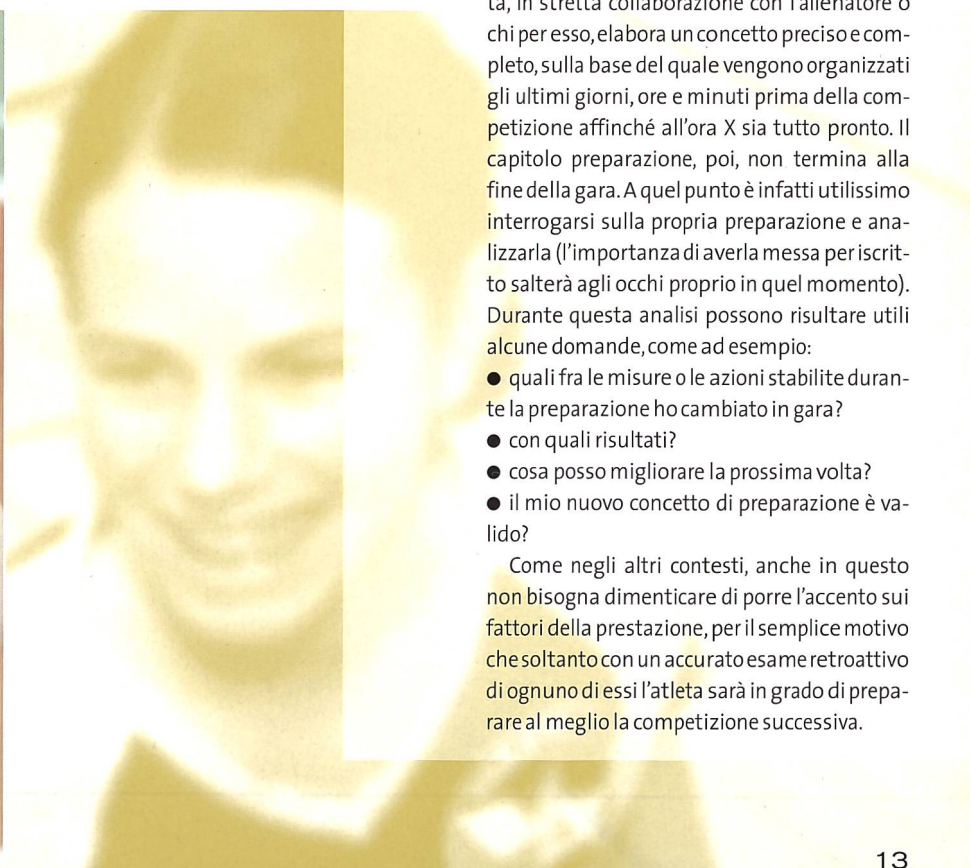 ta, in stretta collaborazione con l'allenatore o
chi per esso, elabora un concetto preciso e com-
pleto, sulla base del quale vengono organizzati
gli ultimi giorni, ore e minuti prima della com-
petizione affinché all'ora X sia tutto pronto. Il
capitolo preparazione, poi, non termina alla
fine della gara. A quel punto è infatti utilissimo
interrogarsi sulla propria preparazione e ana-
lizzarla (l'importanza di averla messa per iscrit-
to salterà agli occhi proprio in quel momento).
Durante questa analisi possono risultare utili
alcune domande, come ad esempio:
● quali fra le misure o le azioni stabilite duran-
te la preparazione ho cambiato in gara?
● con quali risultati?
● cosa posso migliorare la prossima volta?
● il mio nuovo concetto di preparazione è va-
lido?
Come negli altri contesti, anche in questo
non bisogna dimenticare di porre l'accento sui
fattori della prestazione, per il semplice motivo
che soltanto con un accurato esame retroattivo
di ognuno di essi l'atleta sarà in grado di prepa-
rare al meglio la competizione successiva.
13